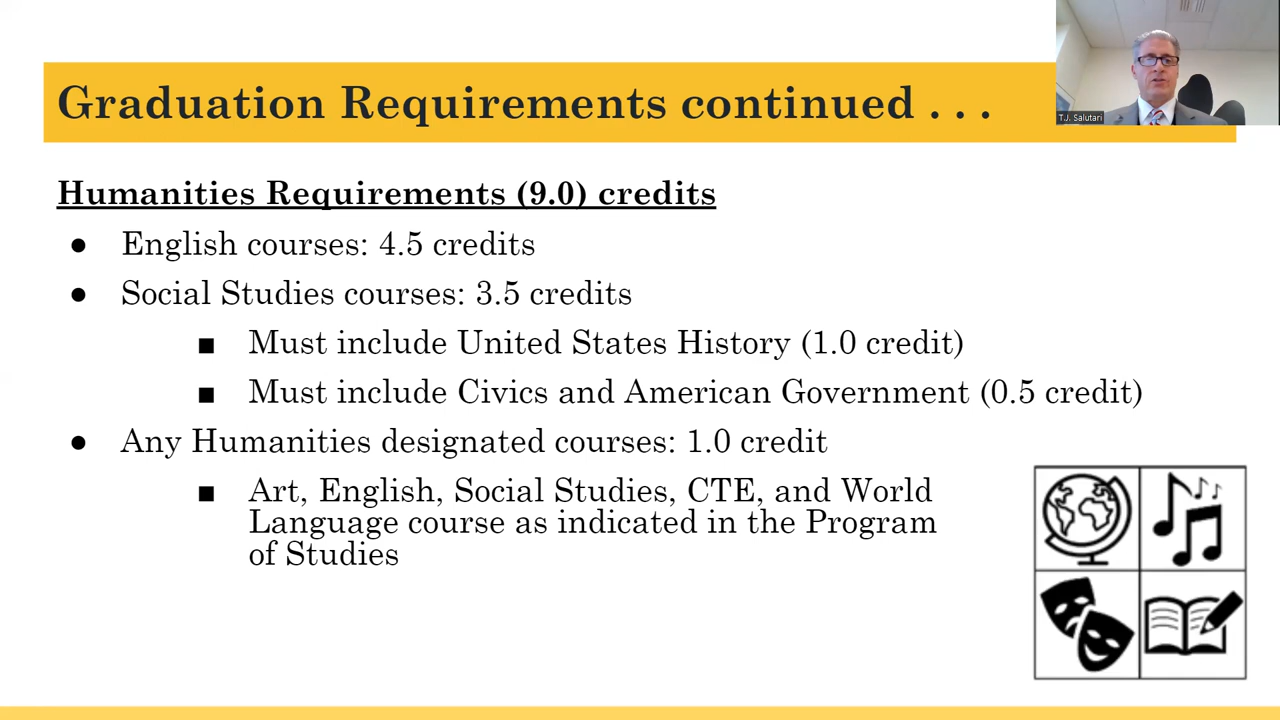 Graduation Requirements continued . . .
T.J. Salutari
Humanities Requirements (9.0) credits
● English courses: 4.5 credits
● Social Studies courses: 3.5 credits
■ Must include United States History (1.0 credit)
■ Must include Civics and American Government (0.5 credit)
● Any Humanities designated courses: 1.0 credit
■ Art, English, Social Studies, CTE, and World
Language course as indicated in the Program
of Studies